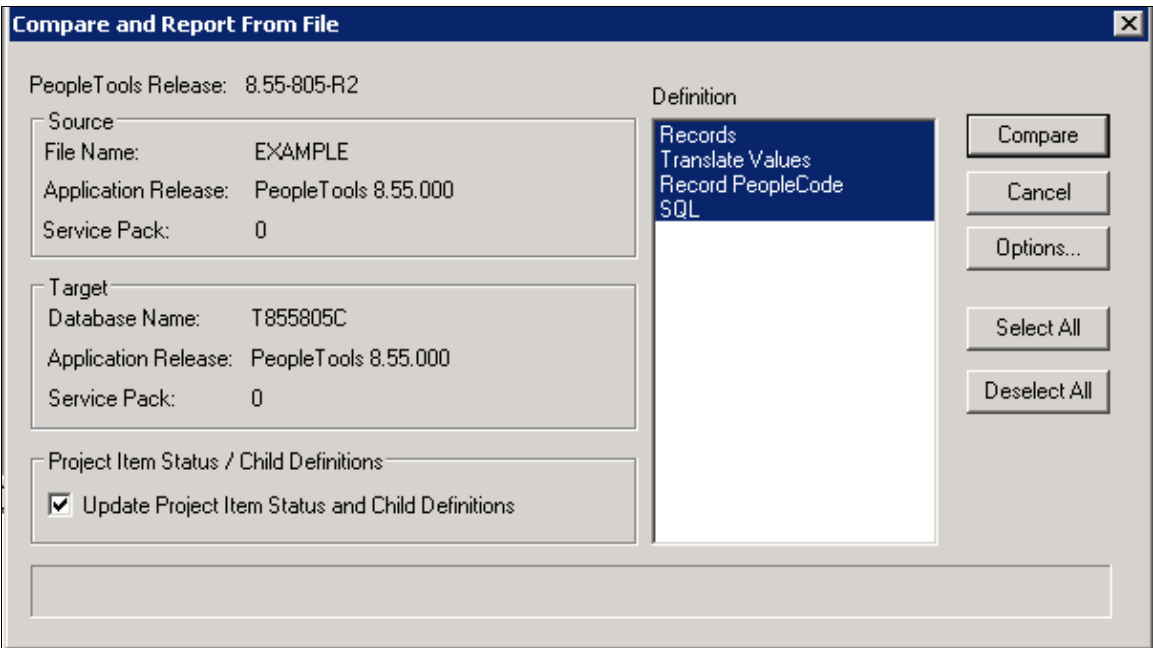 Compare and Report From File
PeopleTools Release: 8.55-805-R2
Source
File Name: EXAMPLE
Application Release: PeopleTools 8.55.000
Service Pack: 0
Target
Database Name: T855805C
Application Release: PeopleTools 8.55.000
Service Pack: 0
Project Item Status / Child Definitions
Update Project Item Status and Child Definitions
Definition
Records
Translate Values
Record PeopleCode
SQL
Compare
Cancel
Options...
Select All
Deselect All